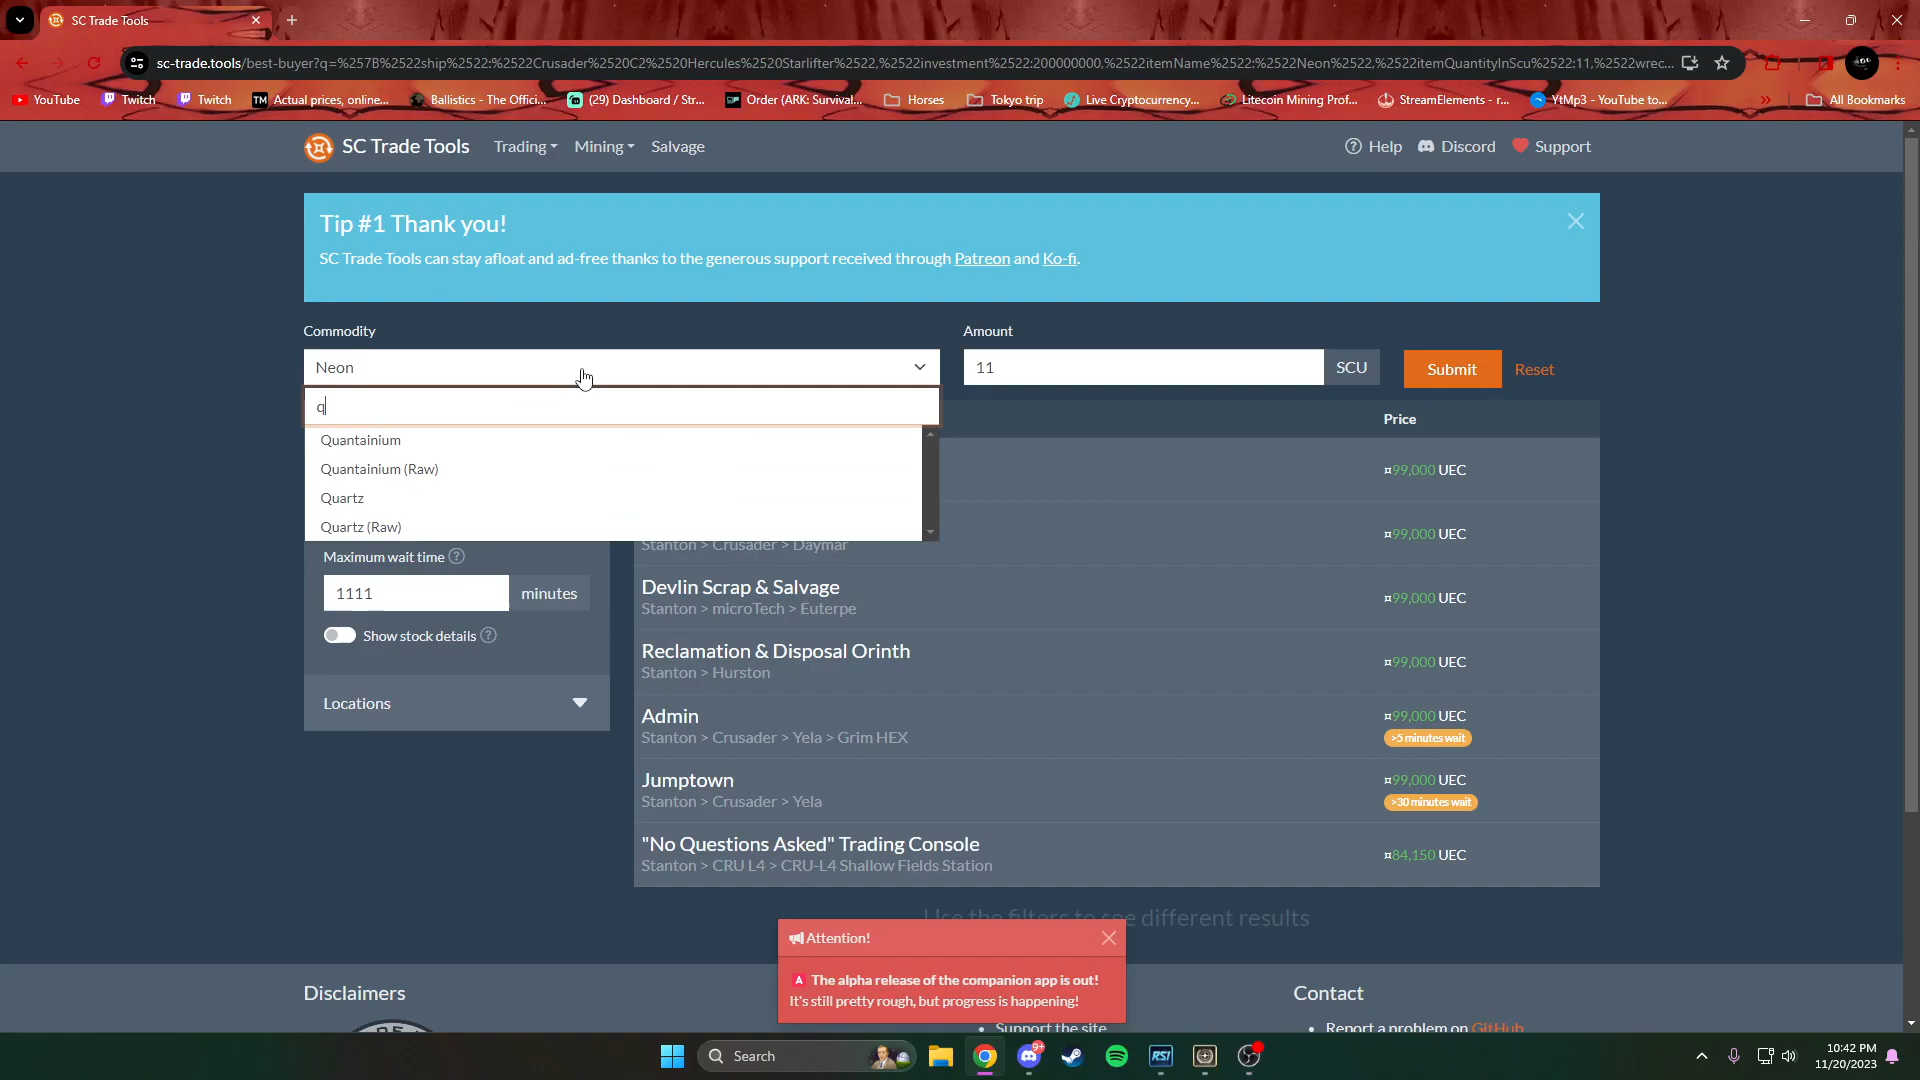 SC Trade Tools
sc-trade.tools/best-buyer?q=%257B%2522ship%2522:%2522Crusader%2520C2%2520Hercules%2520Starlifter%2522,%2522investment%2522:200000000,%2522itemName%2522:%2522Neon%2522,%2522itemQuantityInScu%2522:11,%2522wrec...
YouTube
Twitch
Twitch
Actual prices, online...
Ballistics - The Offici...
(29) Dashboard / Str...
Order (ARK: Survival...
Horses
Tokyo trip
Live Cryptocurrency...
Litecoin Mining Prof...
StreamElements - r...
YtMp3 - YouTube to...
»
All Bookmarks
SC Trade Tools
Trading
Mining
Salvage
Help
Discord
Support
Tip #1 Thank you!
SC Trade Tools can stay afloat and ad-free thanks to the generous support received through Patreon and Ko-fi.
Commodity
Amount
Neon
11
SCU
Submit
Reset
q
Price
Quantainium
Quantainium (Raw)
Quartz
Quartz (Raw)
¤99,000 UEC
¤99,000 UEC
Stanton > Crusader > Daymar
Maximum wait time
1111
minutes
Show stock details
Locations
Devlin Scrap & Salvage
Stanton > microTech > Euterpe
¤99,000 UEC
Reclamation & Disposal Orinth
Stanton > Hurston
¤99,000 UEC
Admin
Stanton > Crusader > Yela > Grim HEX
¤99,000 UEC
>5 minutes wait
Jumptown
Stanton > Crusader > Yela
¤99,000 UEC
>30 minutes wait
"No Questions Asked" Trading Console
Stanton > CRU L4 > CRU-L4 Shallow Fields Station
¤84,150 UEC
Use the filters to see different results
Attention!
The alpha release of the companion app is out!
It's still pretty rough, but progress is happening!
Disclaimers
Support the site
Contact
Report a problem on GitHub
Search
9+
RSI
10:42 PM
11/20/2023